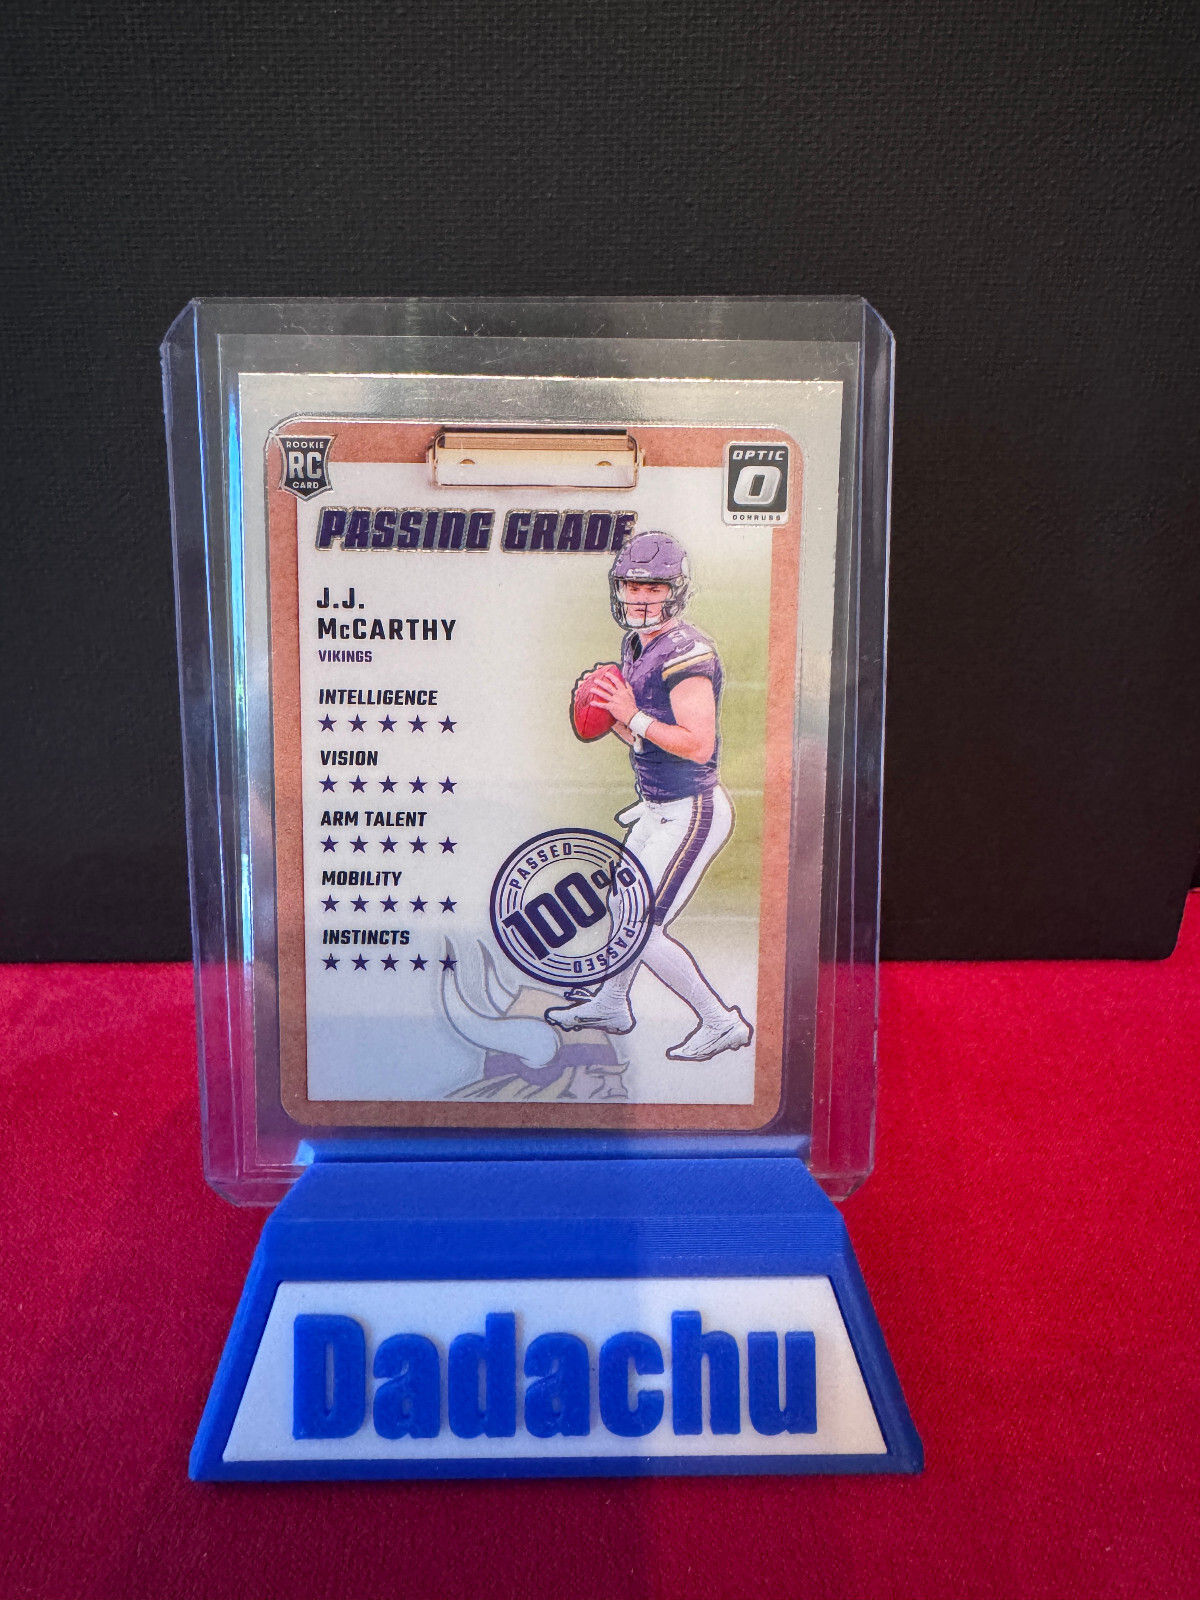 ROOKIE
RC
CARD
OPTIC
O
DONRUSS
PASSING GRADE
J.J.
McCARTHY
VIKINGS
INTELLIGENCE
★ ★ ★ ★ ★
VISION
★ ★ ★ ★ ★
ARM TALENT
★ ★ ★ ★ ★
MOBILITY
★ ★ ★ ★ ★
INSTINCTS
★ ★ ★ ★ ★
PASSED
100%
PASSED
Dadachu